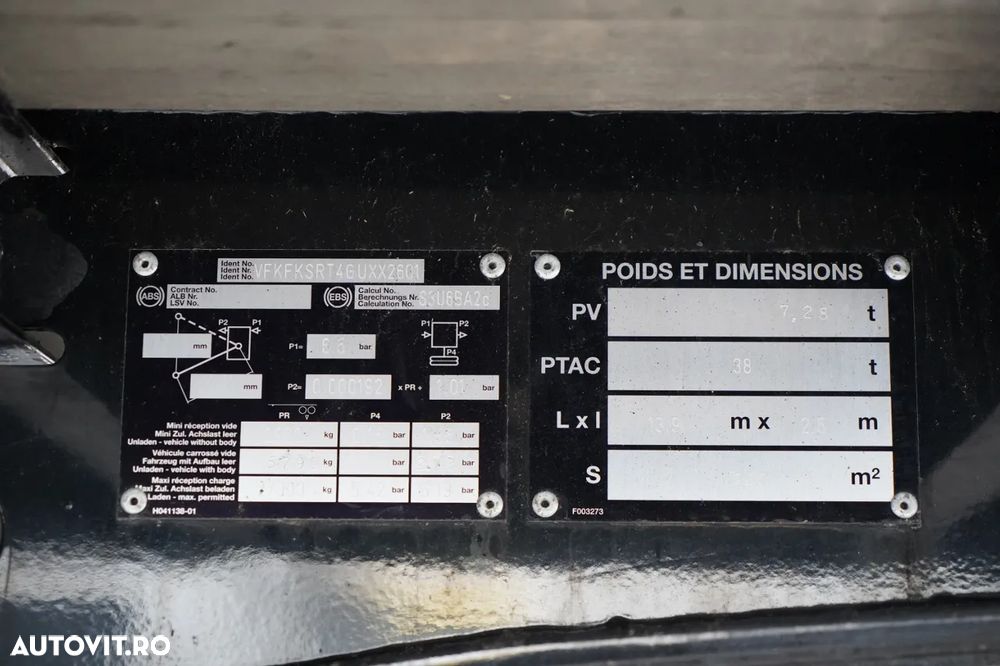 Ident No.
Ident Nr.
Ident No.
VFKFKSRT46UXX2601
ABS
Contract No.
ALB Nr.
LSV No.
EBS
Calcul No.
Berechnungs Nr.
Calculation No.
S3U6BA2c
P2 P1
mm
P1= bar
P1 P2
P4
mm
P2= 0.000192 x PR + bar
PR P4 P2
Mini réception vide
Mini Zul. Achslast leer
Unladen - vehicle without body
kg bar bar
Véhicule carrossé vide
Fahrzeug mit Aufbau leer
Unladen - vehicle with body
kg bar bar
Maxi réception charge
Maxi Zul. Achslast beladen
Laden - max. permitted
kg bar bar
H041138-01
POIDS ET DIMENSIONS
PV 7,28 t
PTAC 38 t
L x l m x m
S m²
F003273
AUTOVIT.RO